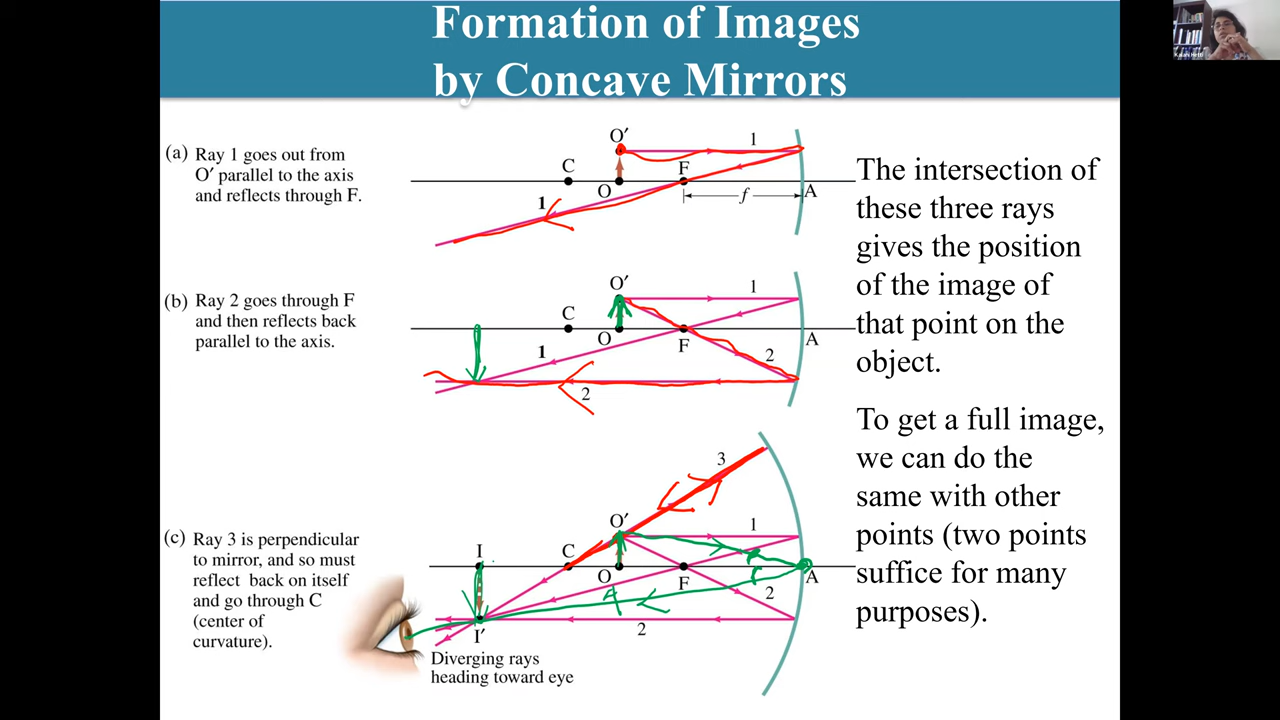 Formation of Images
by Concave Mirrors
(a) Ray 1 goes out from
O′ parallel to the axis
and reflects through F.
O′
1
C
F
O
f
A
1
(b) Ray 2 goes through F
and then reflects back
parallel to the axis.
O′
1
C
O
F
A
1
2
2
(c) Ray 3 is perpendicular
to mirror, and so must
reflect back on itself
and go through C
(center of
curvature).
3
O′
1
I
C
O
F
A
2
I′
2
Diverging rays
heading toward eye
The intersection of
these three rays
gives the position
of the image of
that point on the
object.
To get a full image,
we can do the
same with other
points (two points
suffice for many
purposes).